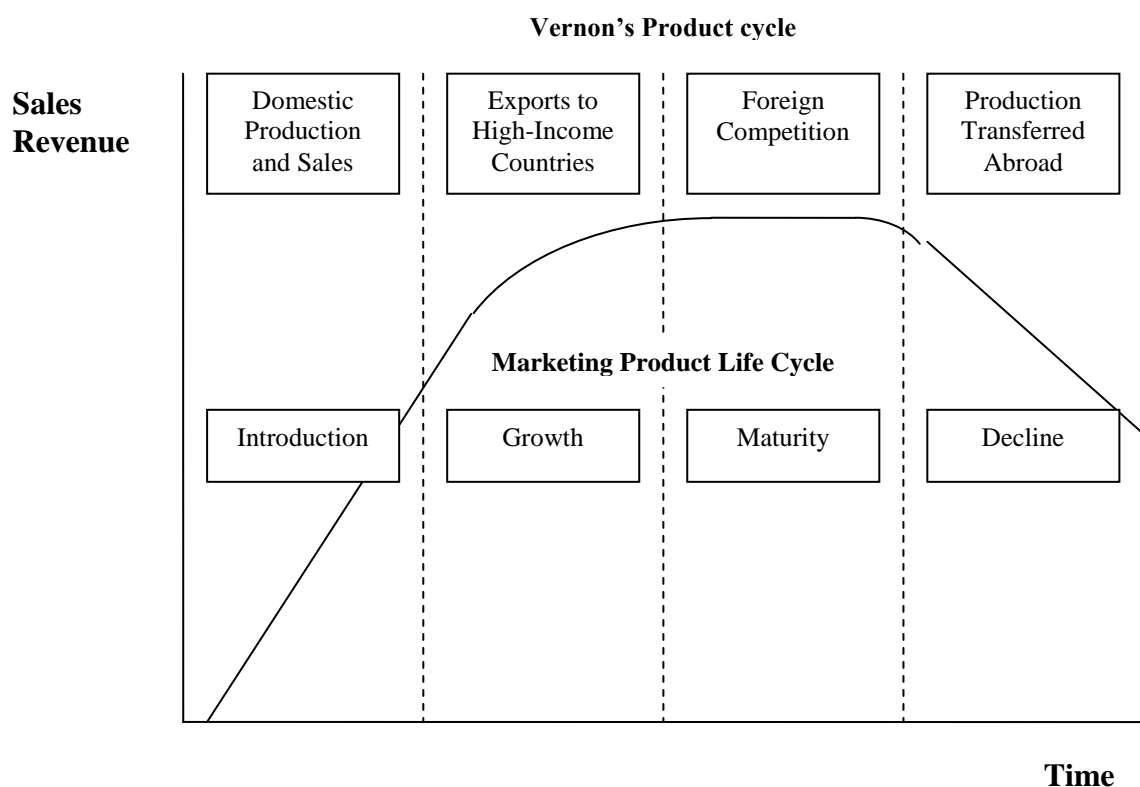 Vernon's Product cycle
Sales
Revenue
Domestic
Production
and Sales
Exports to
High-Income
Countries
Foreign
Competition
Production
Transferred
Abroad
Marketing Product Life Cycle
Introduction
Growth
Maturity
Decline
Time